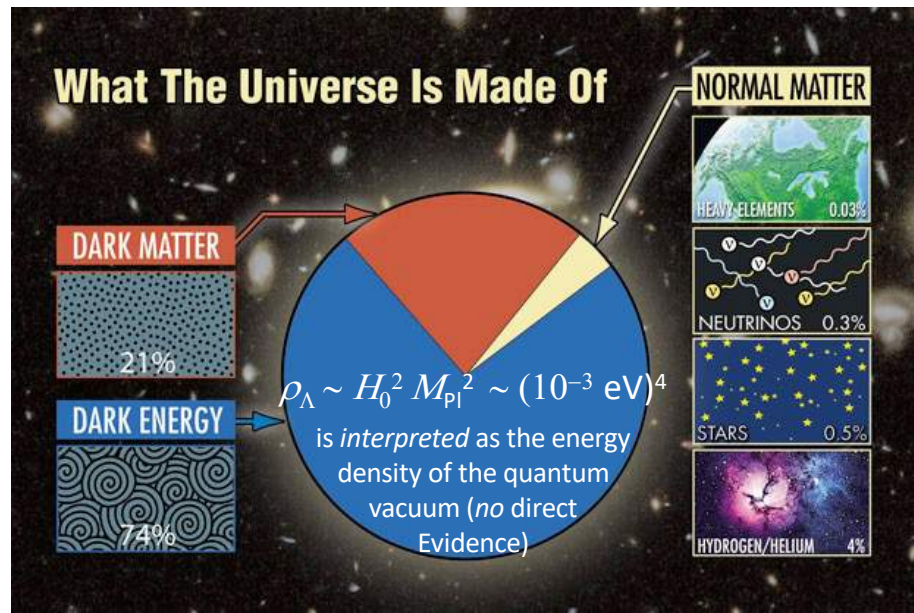 What The Universe Is Made Of
DARK MATTER
21%
DARK ENERGY
74%
ρ_Λ ~ H₀² M_Pl² ~ (10⁻³ eV)⁴
is interpreted as the energy
density of the quantum
vacuum (no direct
Evidence)
NORMAL MATTER
HEAVY ELEMENTS 0.03%
ν ν ν ν ν ν
NEUTRINOS 0.3%
STARS 0.5%
HYDROGEN/HELIUM 4%